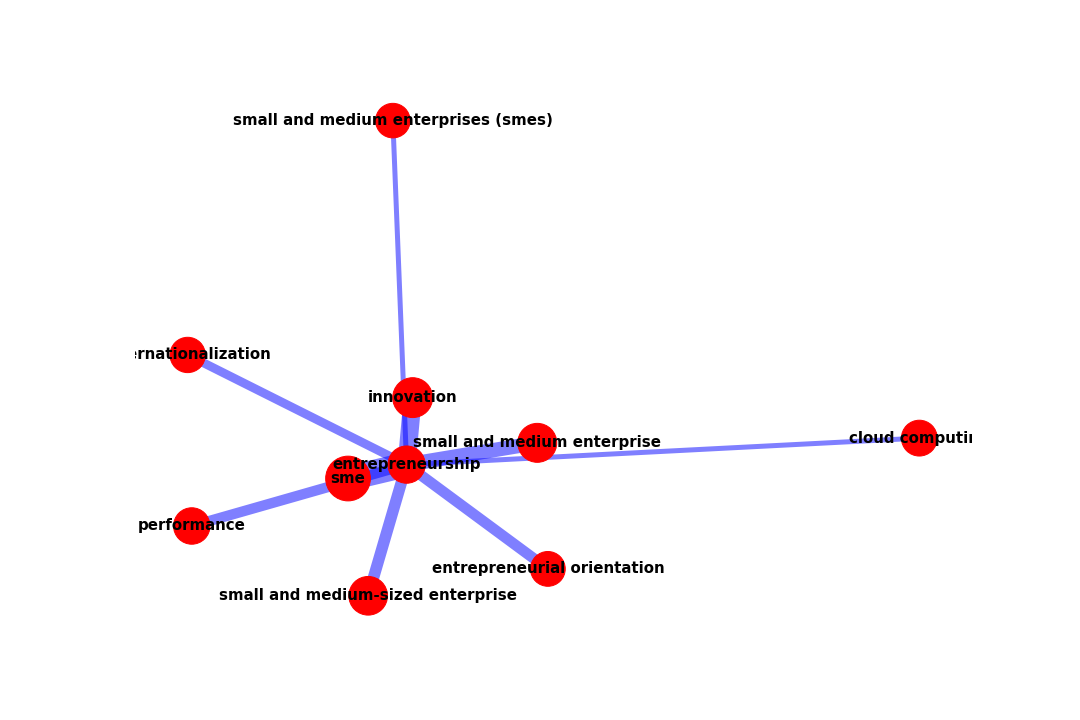 small and medium enterprises (smes)
ernationalization
innovation
small and medium enterprise
cloud computin
entrepreneurship
sme
performance
entrepreneurial orientation
small and medium-sized enterprise